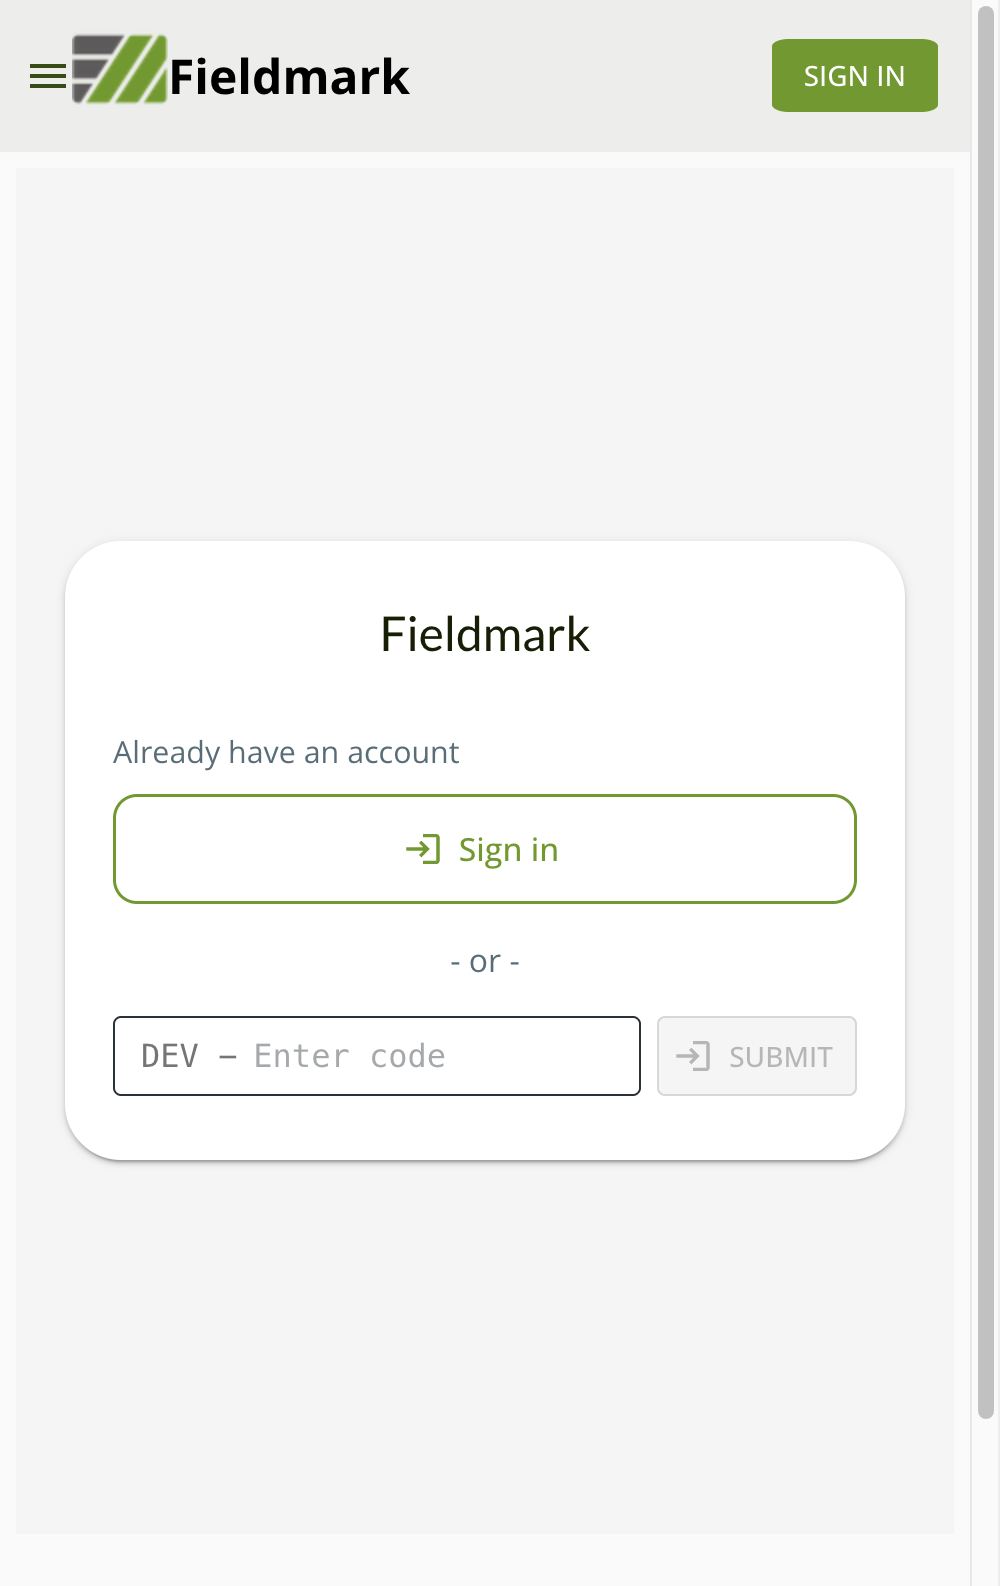 Fieldmark
SIGN IN
Fieldmark
Already have an account
Sign in
- or -
DEV – Enter code
SUBMIT